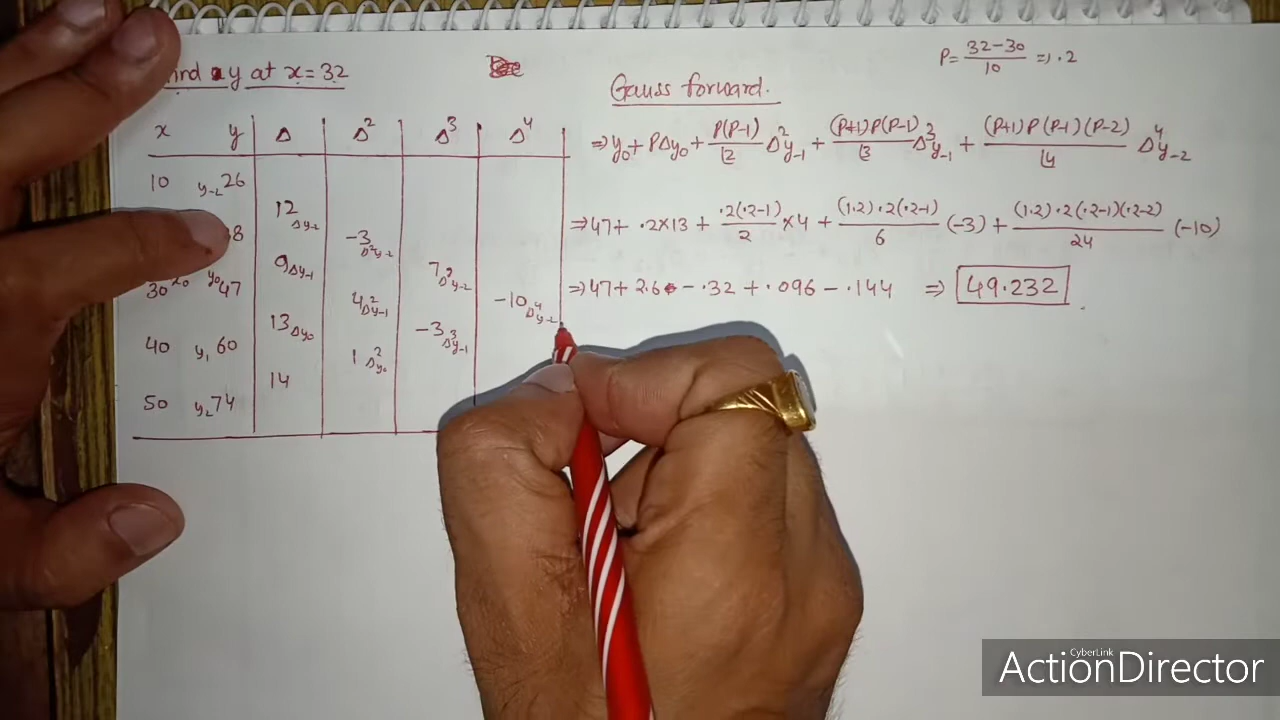 ind y at x=32
P= 32-30/10 => .2
Gauss forward.
x y Δ Δ² Δ³ Δ⁴
⇒ y₀ + PΔy₀ + P(P-1)/⌊2 Δ²y₋₁ + (P+1)P(P-1)/⌊3 Δ³y₋₁ + (P+1)P(P-1)(P-2)/⌊4 Δ⁴y₋₂
10 y₋₂ 26
12 Δy₋₂
8
-3 Δ²y₋₂
⇒ 47 + .2×13 + .2(.2-1)/2 ×4 + (1.2).2(.2-1)/6 (-3) + (1.2).2(.2-1)(.2-2)/24 (-10)
9 Δy₋₁
7 Δ³y₋₂
30 x₀ y₀ 47
4 Δ²y₋₁
-10 Δ⁴y₋₂
⇒ 47 + 2.6 - .32 + .096 - .144 ⇒ 49.232
13 Δy₀
-3 Δ³y₋₁
40 y₁ 60
1 Δ²y₀
14
50 y₂ 74
CyberLink
ActionDirector